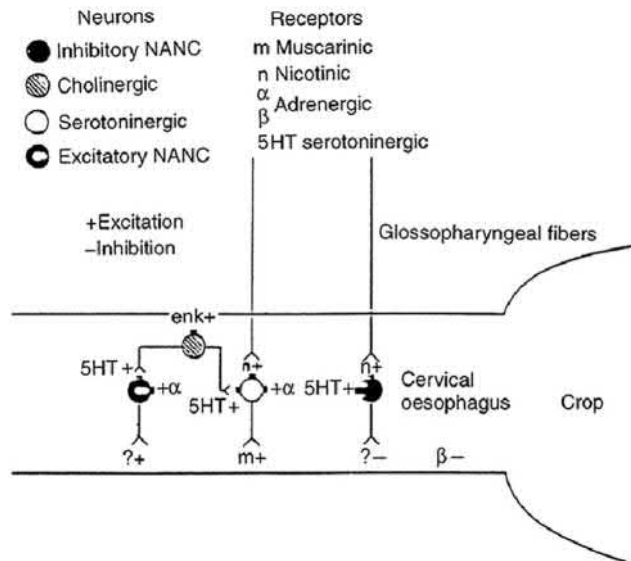 Neurons
Inhibitory NANC
Cholinergic
Serotoninergic
Excitatory NANC
Receptors
m Muscarinic
n Nicotinic
α
Adrenergic
β
5HT serotoninergic
+Excitation
−Inhibition
Glossopharyngeal fibers
enk+
5HT +
+α
5HT+
n+
+α
n+
5HT+
Cervical
oesophagus
Crop
?+
m+
?−
β−